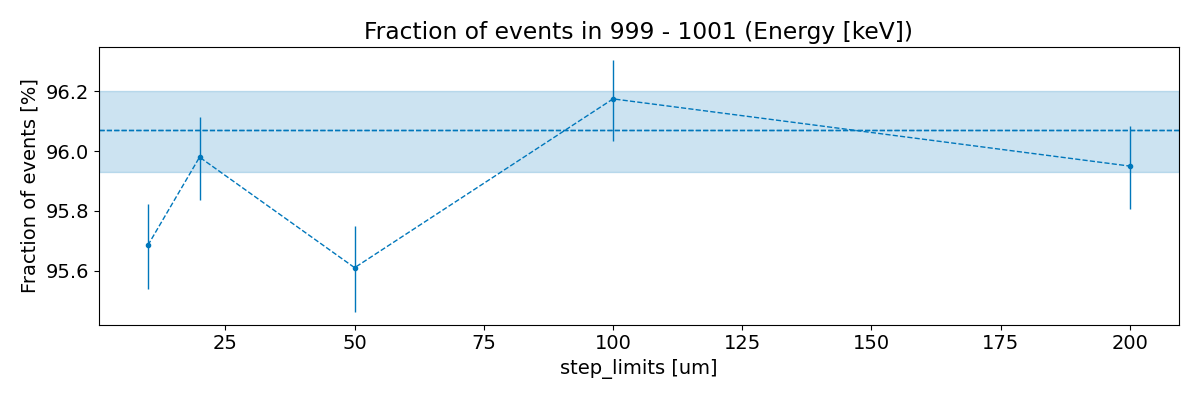 Fraction of events in 999 - 1001 (Energy [keV])
Fraction of events [%]
96.2
96.0
95.8
95.6
25 50 75 100 125 150 175 200
step_limits [um]